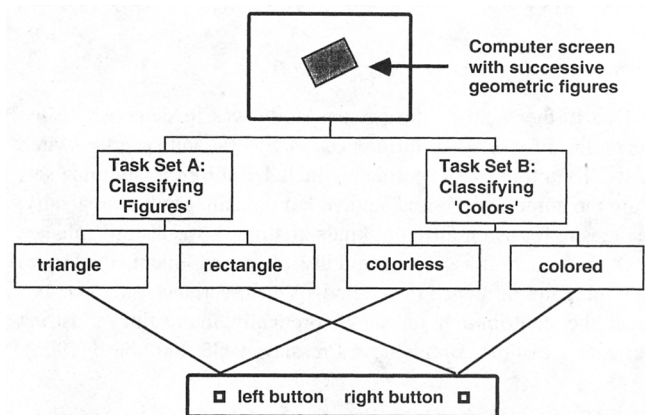 Computer screen
with successive
geometric figures
Task Set A:
Classifying
'Figures'
Task Set B:
Classifying
'Colors'
triangle
rectangle
colorless
colored
left button
right button